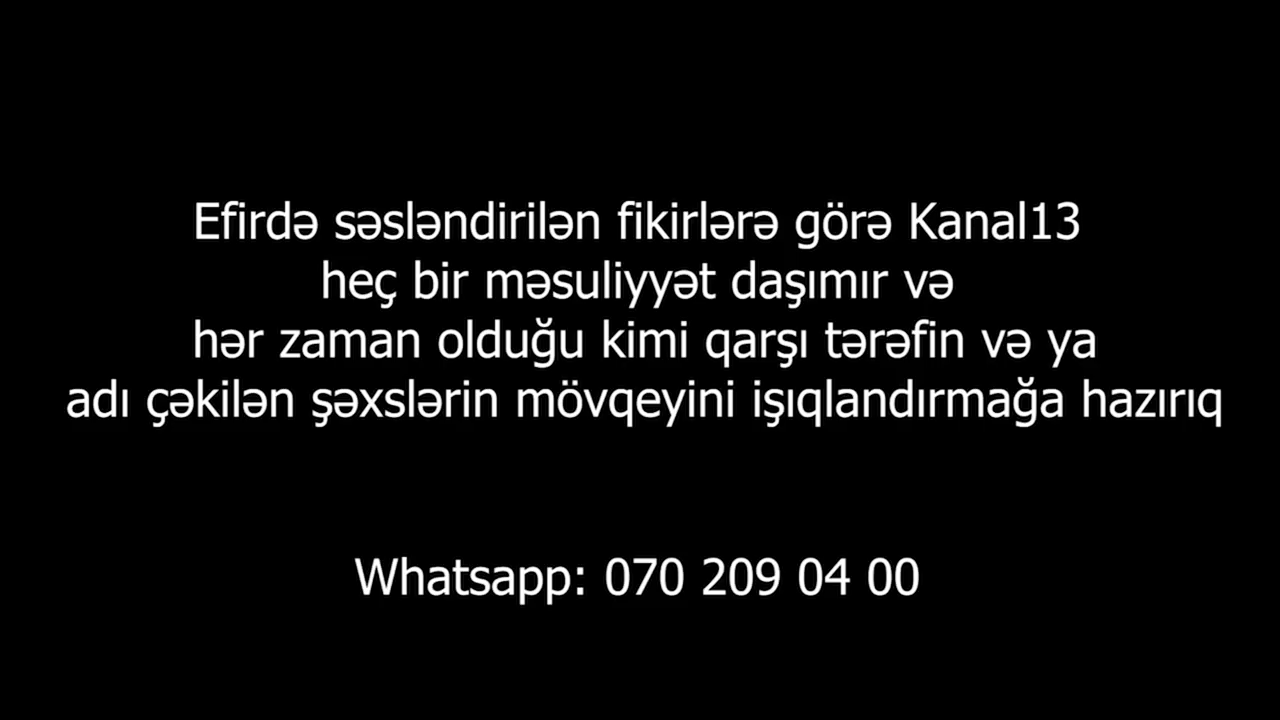 Efirdə səsləndirilən fikirlərə görə Kanal13
heç bir məsuliyyət daşımır və
hər zaman olduğu kimi qarşı tərəfin və ya
adı çəkilən şəxslərin mövqeyini işıqlandırmağa hazırıq
Whatsapp: 070 209 04 00